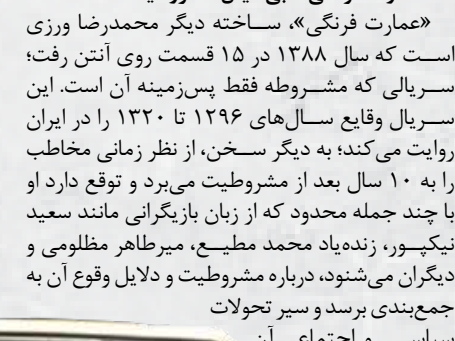 «عمارت فرنگی»، ساخته دیگر محمدرضا ورزی
است که سال ۱۳۸۸ در ۱۵ قسمت روی آنتن رفت؛
سریالی که مشروطه فقط پس‌زمینه آن است. این
سریال وقایع سال‌های ۱۲۹۶ تا ۱۳۲۰ را در ایران
روایت می‌کند؛ به دیگر سخن، از نظر زمانی مخاطب
را به ۱۰ سال بعد از مشروطیت می‌برد و توقع دارد او
با چند جمله محدود که از زبان بازیگرانی مانند سعید
نیکپور، زنده‌یاد محمد مطیع، میرطاهر مظلومی و
دیگران می‌شنود، درباره مشروطیت و دلایل وقوع آن به
جمع‌بندی برسد و سیر تحولات
سیاسی و اجتماعی آن